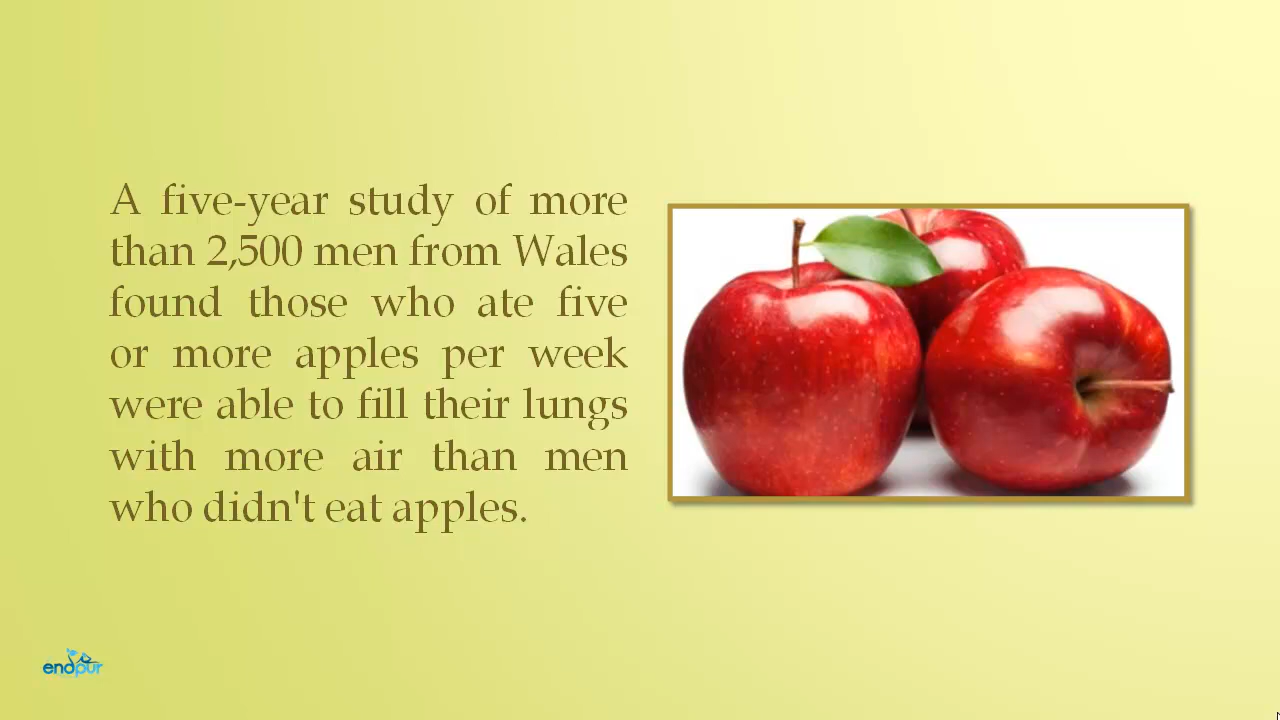 A five-year study of more
than 2,500 men from Wales
found those who ate five
or more apples per week
were able to fill their lungs
with more air than men
who didn't eat apples.
endpur